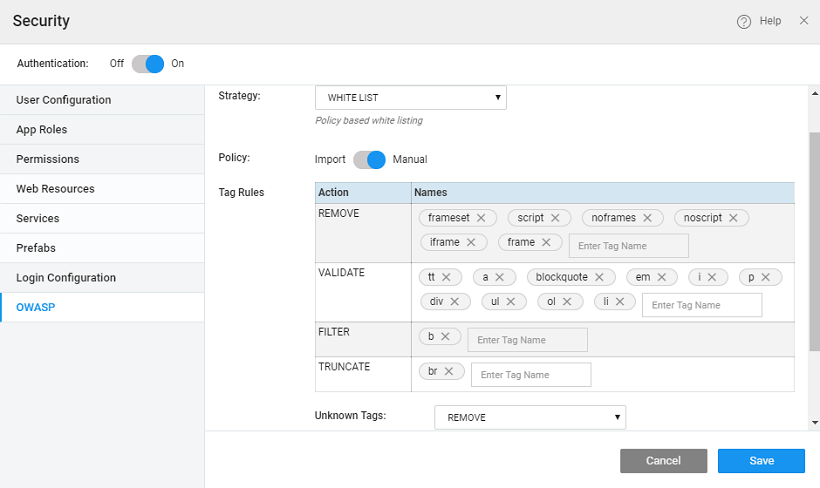 Security
Help
Authentication: Off On
User Configuration
App Roles
Permissions
Web Resources
Services
Prefabs
Login Configuration
OWASP
Strategy: WHITE LIST
Policy based white listing
Policy: Import Manual
Tag Rules
Action Names
REMOVE frameset script noframes noscript
iframe frame Enter Tag Name
VALIDATE tt a blockquote em i p
div ul ol li Enter Tag Name
FILTER b Enter Tag Name
TRUNCATE br Enter Tag Name
Unknown Tags: REMOVE
Cancel Save